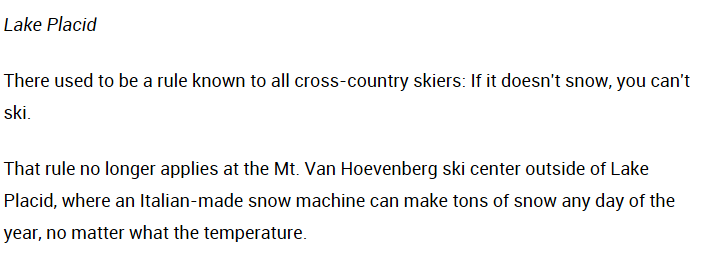 Lake Placid
There used to be a rule known to all cross-country skiers: If it doesn't snow, you can't
ski.
That rule no longer applies at the Mt. Van Hoevenberg ski center outside of Lake
Placid, where an Italian-made snow machine can make tons of snow any day of the
year, no matter what the temperature.